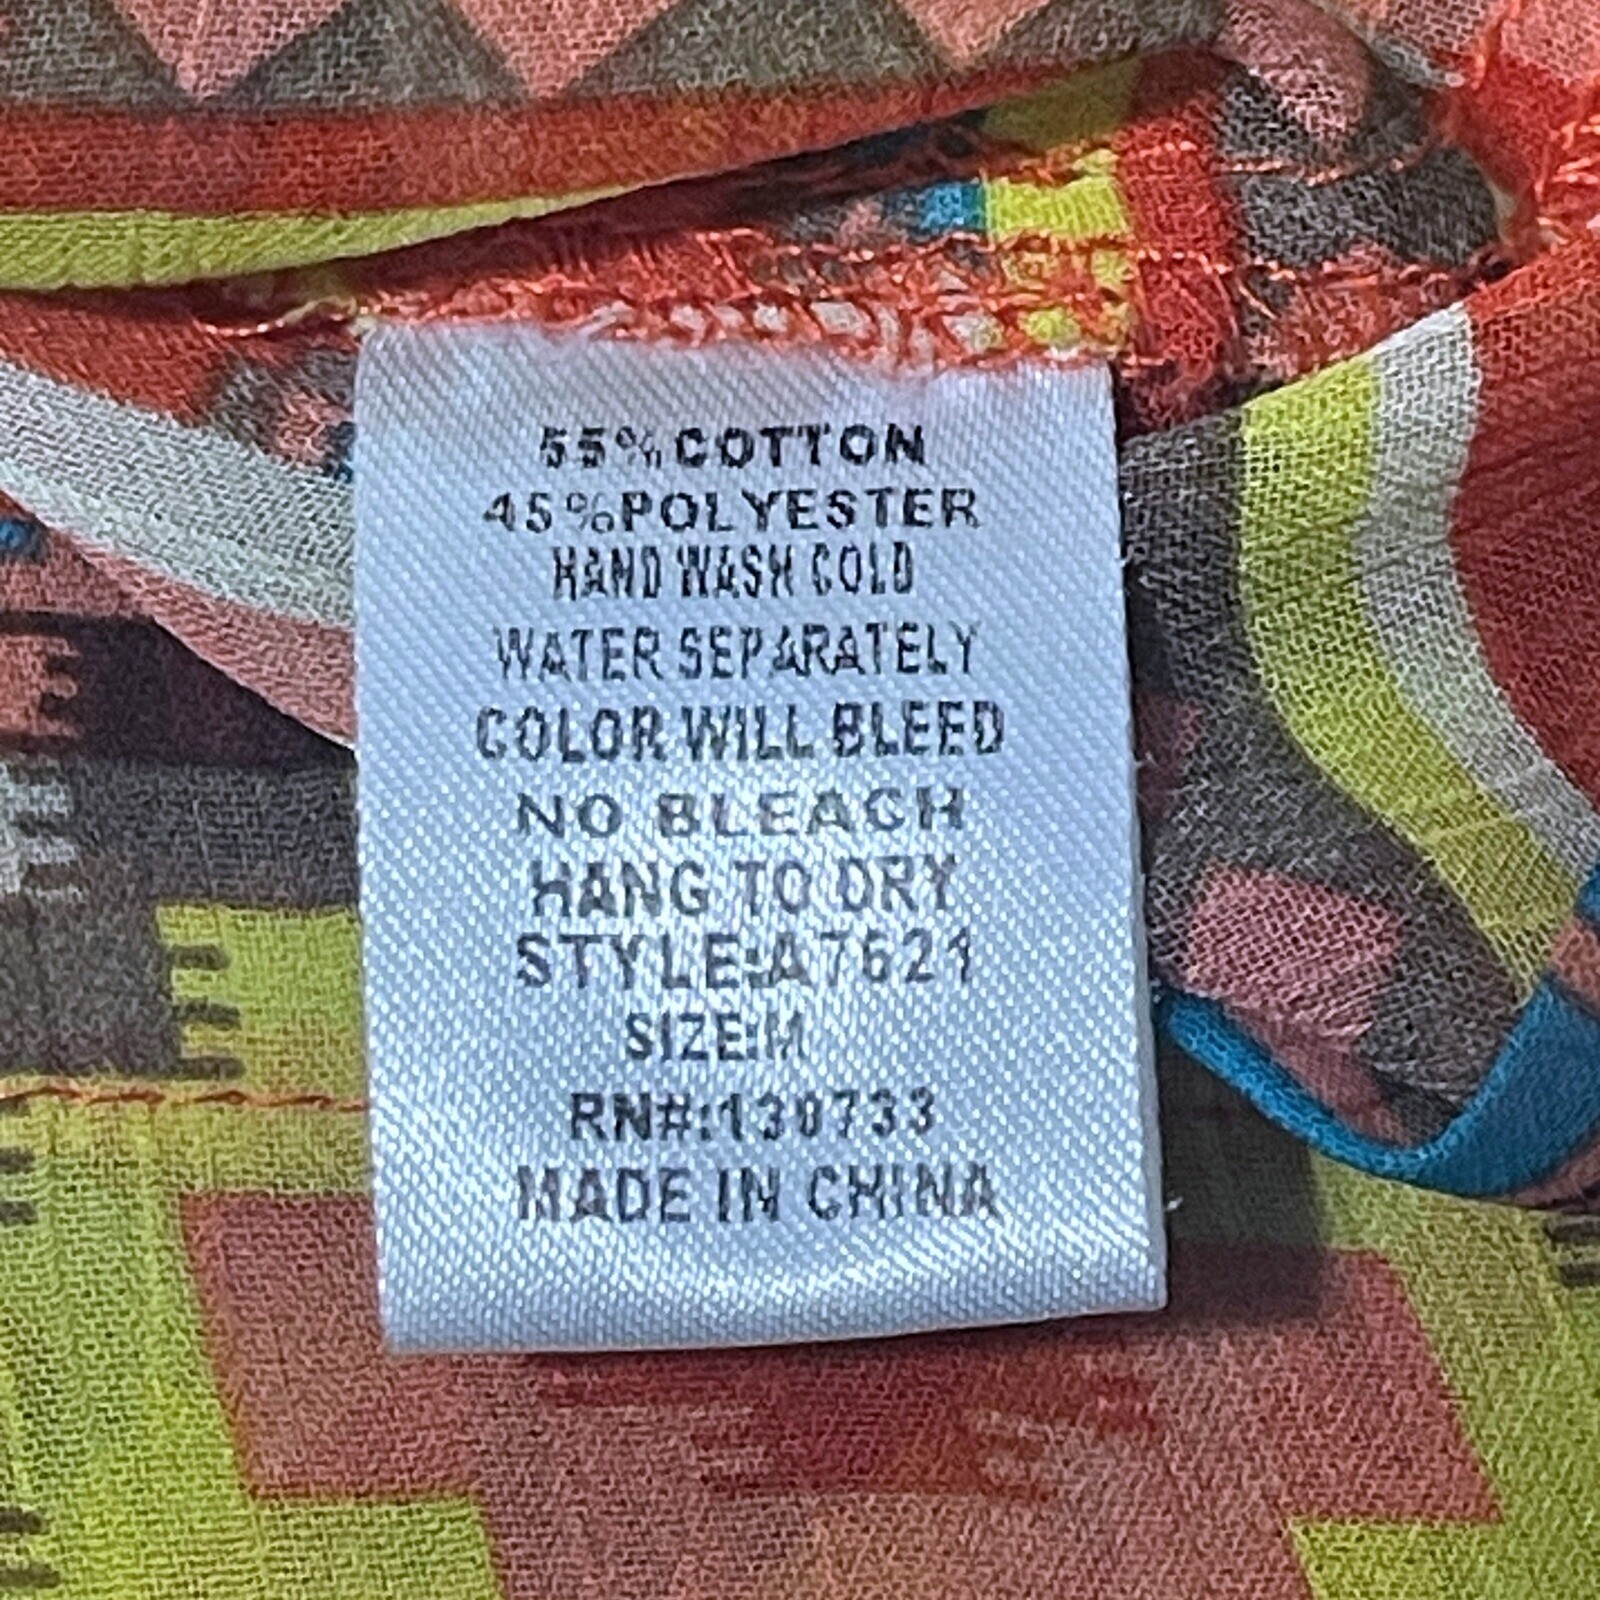 55%COTTON
45%POLYESTER
HAND WASH COLD
WATER SEPARATELY
COLOR WILL BLEED
NO BLEACH
HANG TO DRY
STYLE:A7621
SIZE:M
RN#:130733
MADE IN CHINA